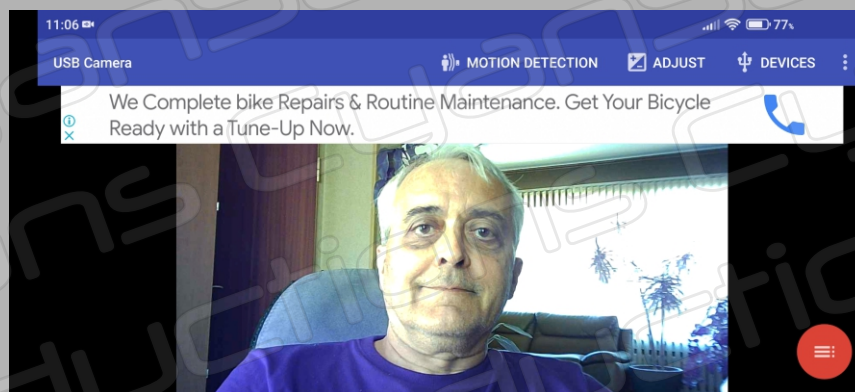 11:06
77%
USB Camera
MOTION DETECTION
ADJUST
DEVICES
We Complete bike Repairs & Routine Maintenance. Get Your Bicycle
Ready with a Tune-Up Now.